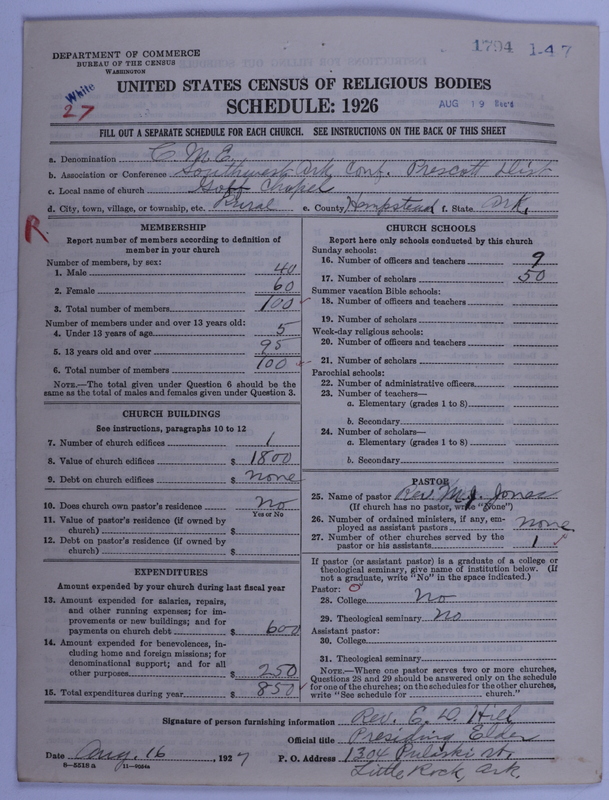 DEPARTMENT OF COMMERCE
BUREAU OF THE CENSUS
WASHINGTON
1794 1-47
White
27
UNITED STATES CENSUS OF RELIGIOUS BODIES
SCHEDULE: 1926
AUG 19 Rec'd
FILL OUT A SEPARATE SCHEDULE FOR EACH CHURCH. SEE INSTRUCTIONS ON THE BACK OF THIS SHEET
a. Denomination C.M.E.
b. Association or Conference Southwest Ark Conf. Prescott Dist
c. Local name of church Goff Chapel
d. City, town, village, or township, etc. Rural e. County Hempstead f. State Ark.
R
MEMBERSHIP
Report number of members according to definition of
member in your church
Number of members, by sex:
1. Male 40
2. Female 60
3. Total number of members 100
Number of members under and over 13 years old:
4. Under 13 years of age 5
5. 13 years old and over 95
6. Total number of members 100
NOTE.—The total given under Question 6 should be the
same as the total of males and females given under Question 3.
CHURCH BUILDINGS
See instructions, paragraphs 10 to 12
7. Number of church edifices 1
8. Value of church edifices $ 1800
9. Debt on church edifices $ none
10. Does church own pastor's residence No
Yes or No
11. Value of pastor's residence (if owned by
church) $
12. Debt on pastor's residence (if owned by
church) $
EXPENDITURES
Amount expended by your church during last fiscal year
13. Amount expended for salaries, repairs,
and other running expenses; for im-
provements or new buildings; and for
payments on church debt $ 600
14. Amount expended for benevolences, in-
cluding home and foreign missions; for
denominational support; and for all
other purposes $ 250
15. Total expenditures during year $ 850
CHURCH SCHOOLS
Report here only schools conducted by this church
Sunday schools:
16. Number of officers and teachers 9
17. Number of scholars 50
Summer vacation Bible schools:
18. Number of officers and teachers
19. Number of scholars
Week-day religious schools:
20. Number of officers and teachers
21. Number of scholars
Parochial schools:
22. Number of administrative officers
23. Number of teachers—
a. Elementary (grades 1 to 8)
b. Secondary
24. Number of scholars—
a. Elementary (grades 1 to 8)
b. Secondary
PASTOR
25. Name of pastor Rev. M. J. Jones
(If church has no pastor, write "None")
26. Number of ordained ministers, if any, em-
ployed as assistant pastors none
27. Number of other churches served by the
pastor or his assistants 1
If pastor (or assistant pastor) is a graduate of a college or
theological seminary, give name of institution below. (If
not a graduate, write "No" in the space indicated.)
Pastor: 0
28. College No
29. Theological seminary No
Assistant pastor:
30. College
31. Theological seminary
NOTE.—Where one pastor serves two or more churches,
Questions 28 and 29 should be answered only on the schedule
for one of the churches; on the schedules for the other churches,
write "See schedule for church."
Signature of person furnishing information Rev. E. D. Hill
Official title Presiding Elder
Date Aug. 16, 1927 P. O. Address 1304 Pulaski St.
8-5518 a
Little Rock, Ark.